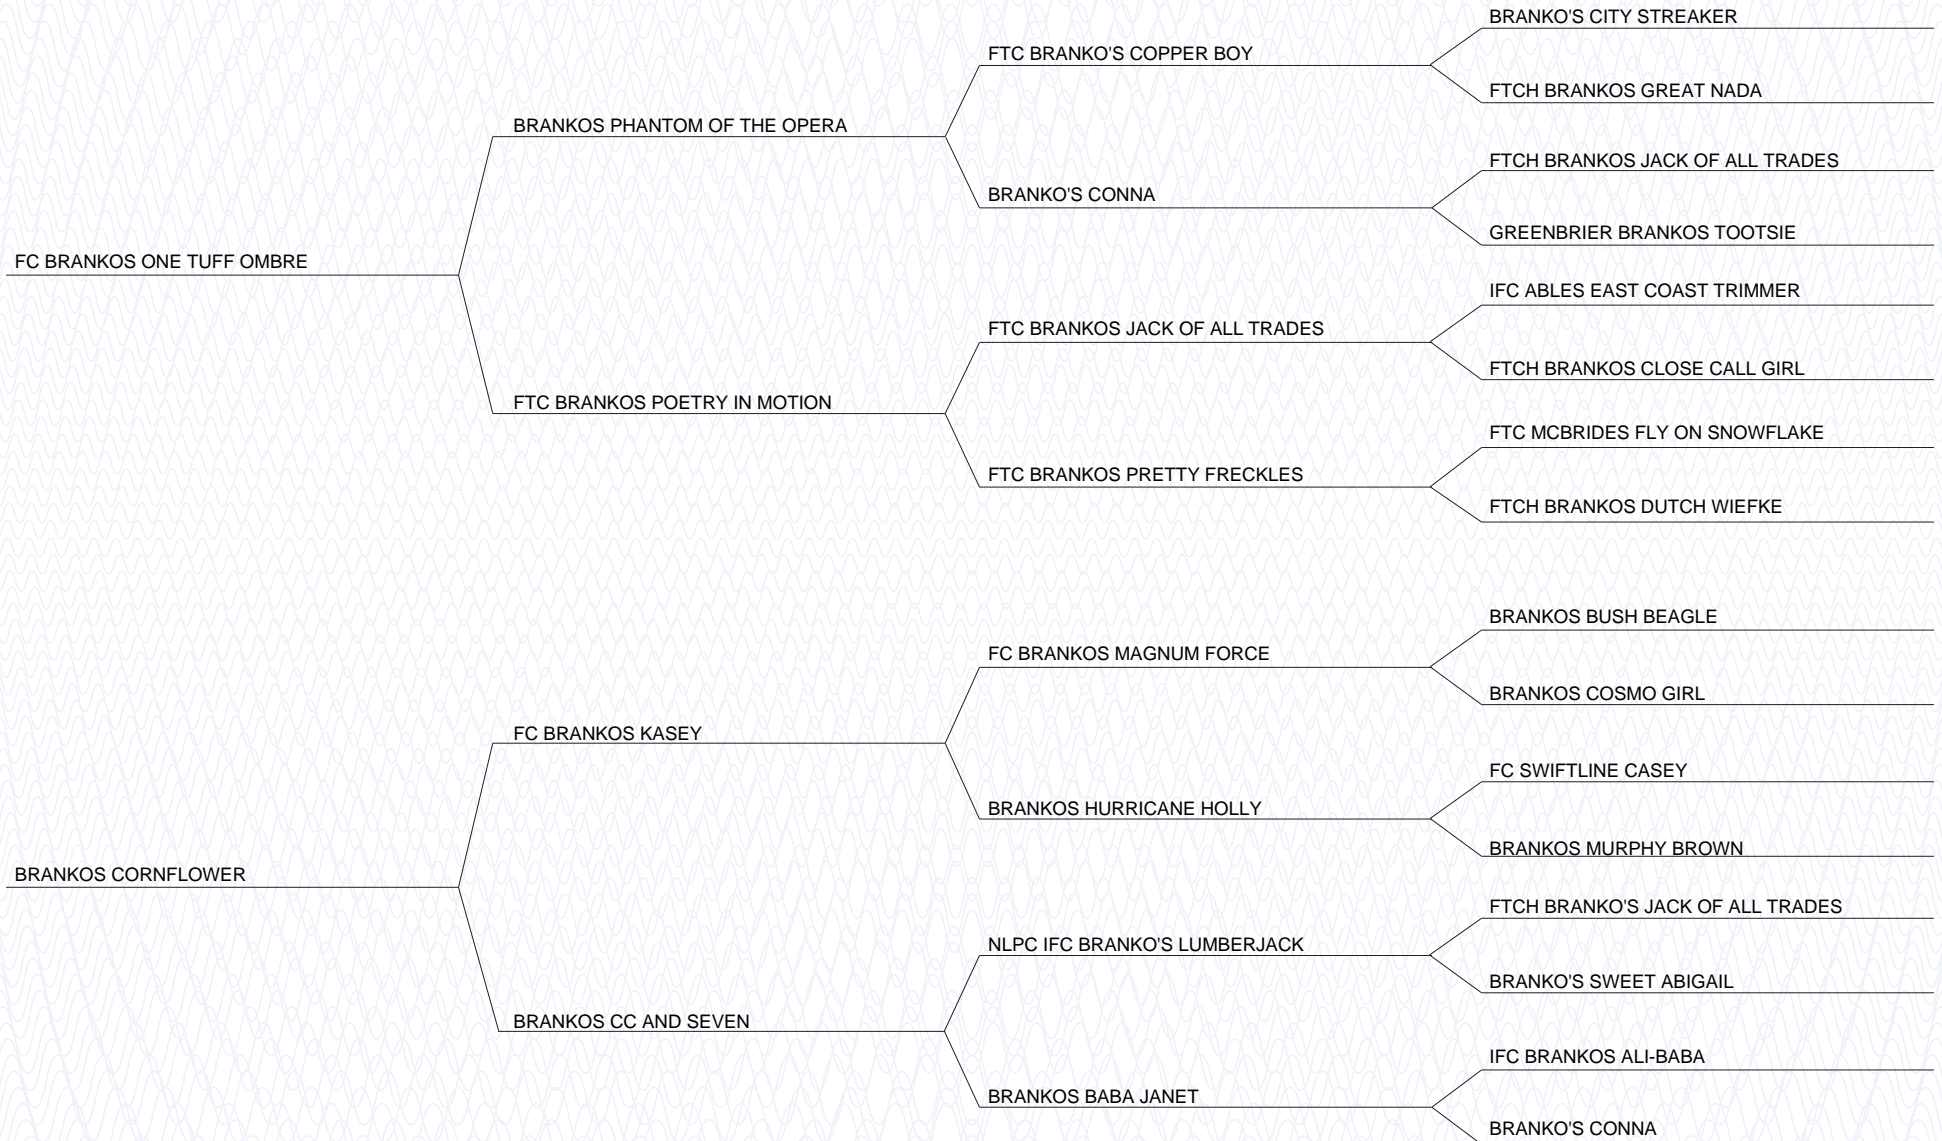 BRANKO'S CITY STREAKER
FTC BRANKO'S COPPER BOY
FTCH BRANKOS GREAT NADA
BRANKOS PHANTOM OF THE OPERA
FTCH BRANKOS JACK OF ALL TRADES
BRANKO'S CONNA
GREENBRIER BRANKOS TOOTSIE
FC BRANKOS ONE TUFF OMBRE
IFC ABLES EAST COAST TRIMMER
FTC BRANKOS JACK OF ALL TRADES
FTCH BRANKOS CLOSE CALL GIRL
FTC BRANKOS POETRY IN MOTION
FTC MCBRIDES FLY ON SNOWFLAKE
FTC BRANKOS PRETTY FRECKLES
FTCH BRANKOS DUTCH WIEFKE
BRANKOS BUSH BEAGLE
FC BRANKOS MAGNUM FORCE
BRANKOS COSMO GIRL
FC BRANKOS KASEY
FC SWIFTLINE CASEY
BRANKOS HURRICANE HOLLY
BRANKOS MURPHY BROWN
BRANKOS CORNFLOWER
FTCH BRANKO'S JACK OF ALL TRADES
NLPC IFC BRANKO'S LUMBERJACK
BRANKO'S SWEET ABIGAIL
BRANKOS CC AND SEVEN
IFC BRANKOS ALI-BABA
BRANKOS BABA JANET
BRANKO'S CONNA